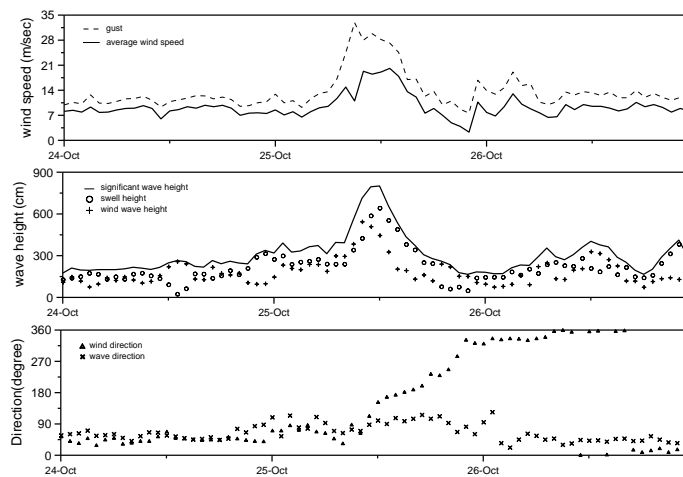 35
28
21
14
7
0
wind speed (m/sec)
gust
average wind speed
24-Oct
25-Oct
26-Oct
900
600
300
0
wave height (cm)
significant wave height
swell height
wind wave height
24-Oct
25-Oct
26-Oct
360
270
180
90
0
Direction(degree)
wind direction
wave direction
24-Oct
25-Oct
26-Oct